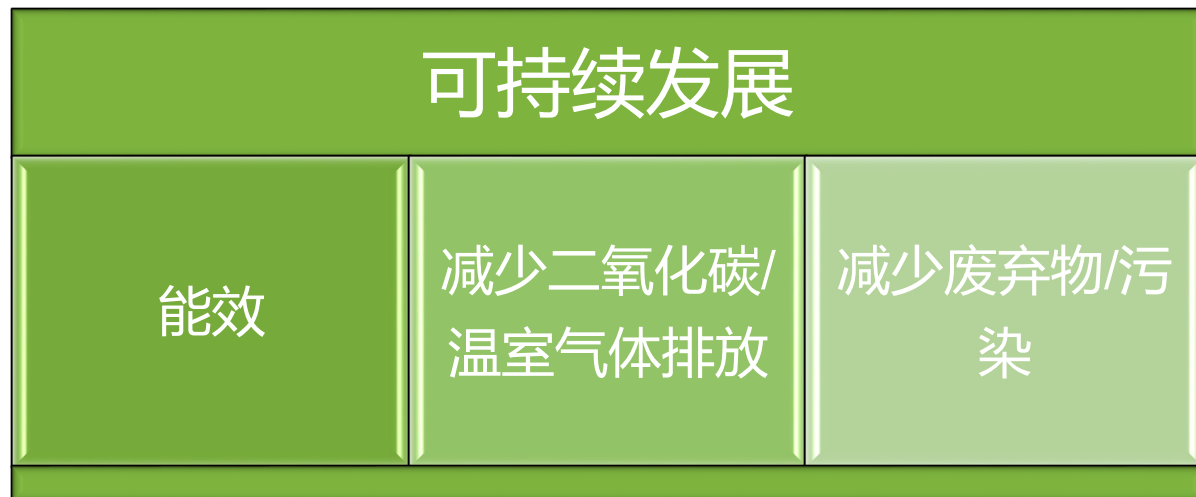 可持续发展
能效
减少二氧化碳/
温室气体排放
减少废弃物/污
染